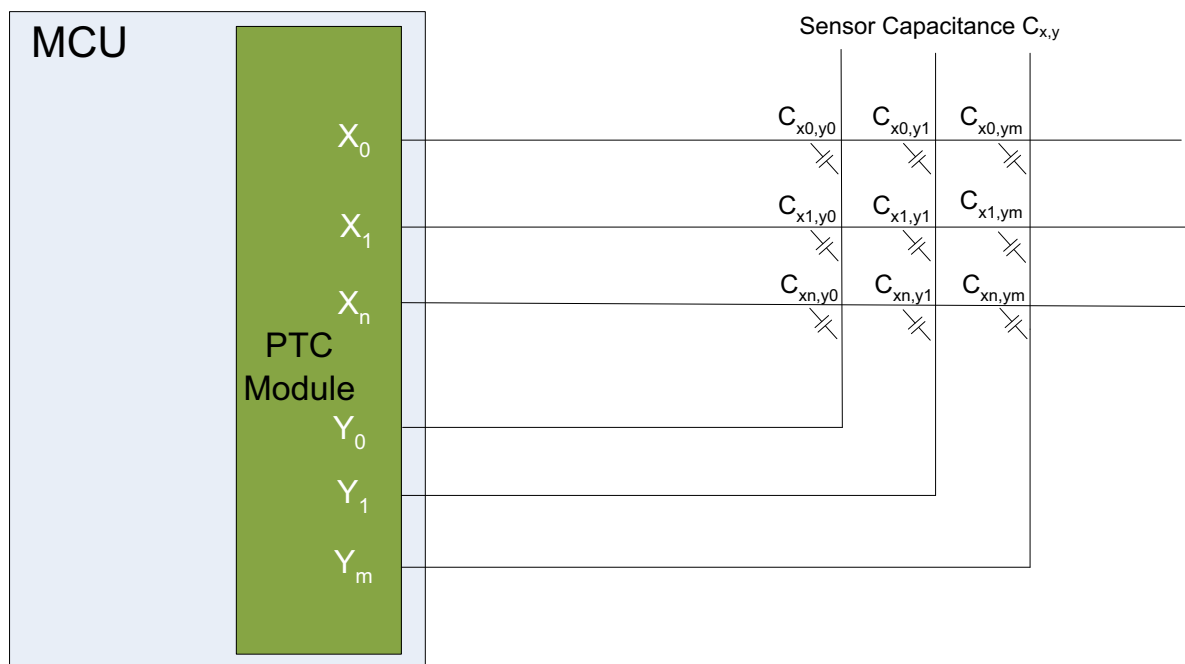 MCU
Sensor Capacitance Cx,y
X0
Cx0,y0 Cx0,y1 Cx0,ym
X1
Cx1,y0 Cx1,y1 Cx1,ym
Xn
Cxn,y0 Cxn,y1 Cxn,ym
PTC
Module
Y0
Y1
Ym